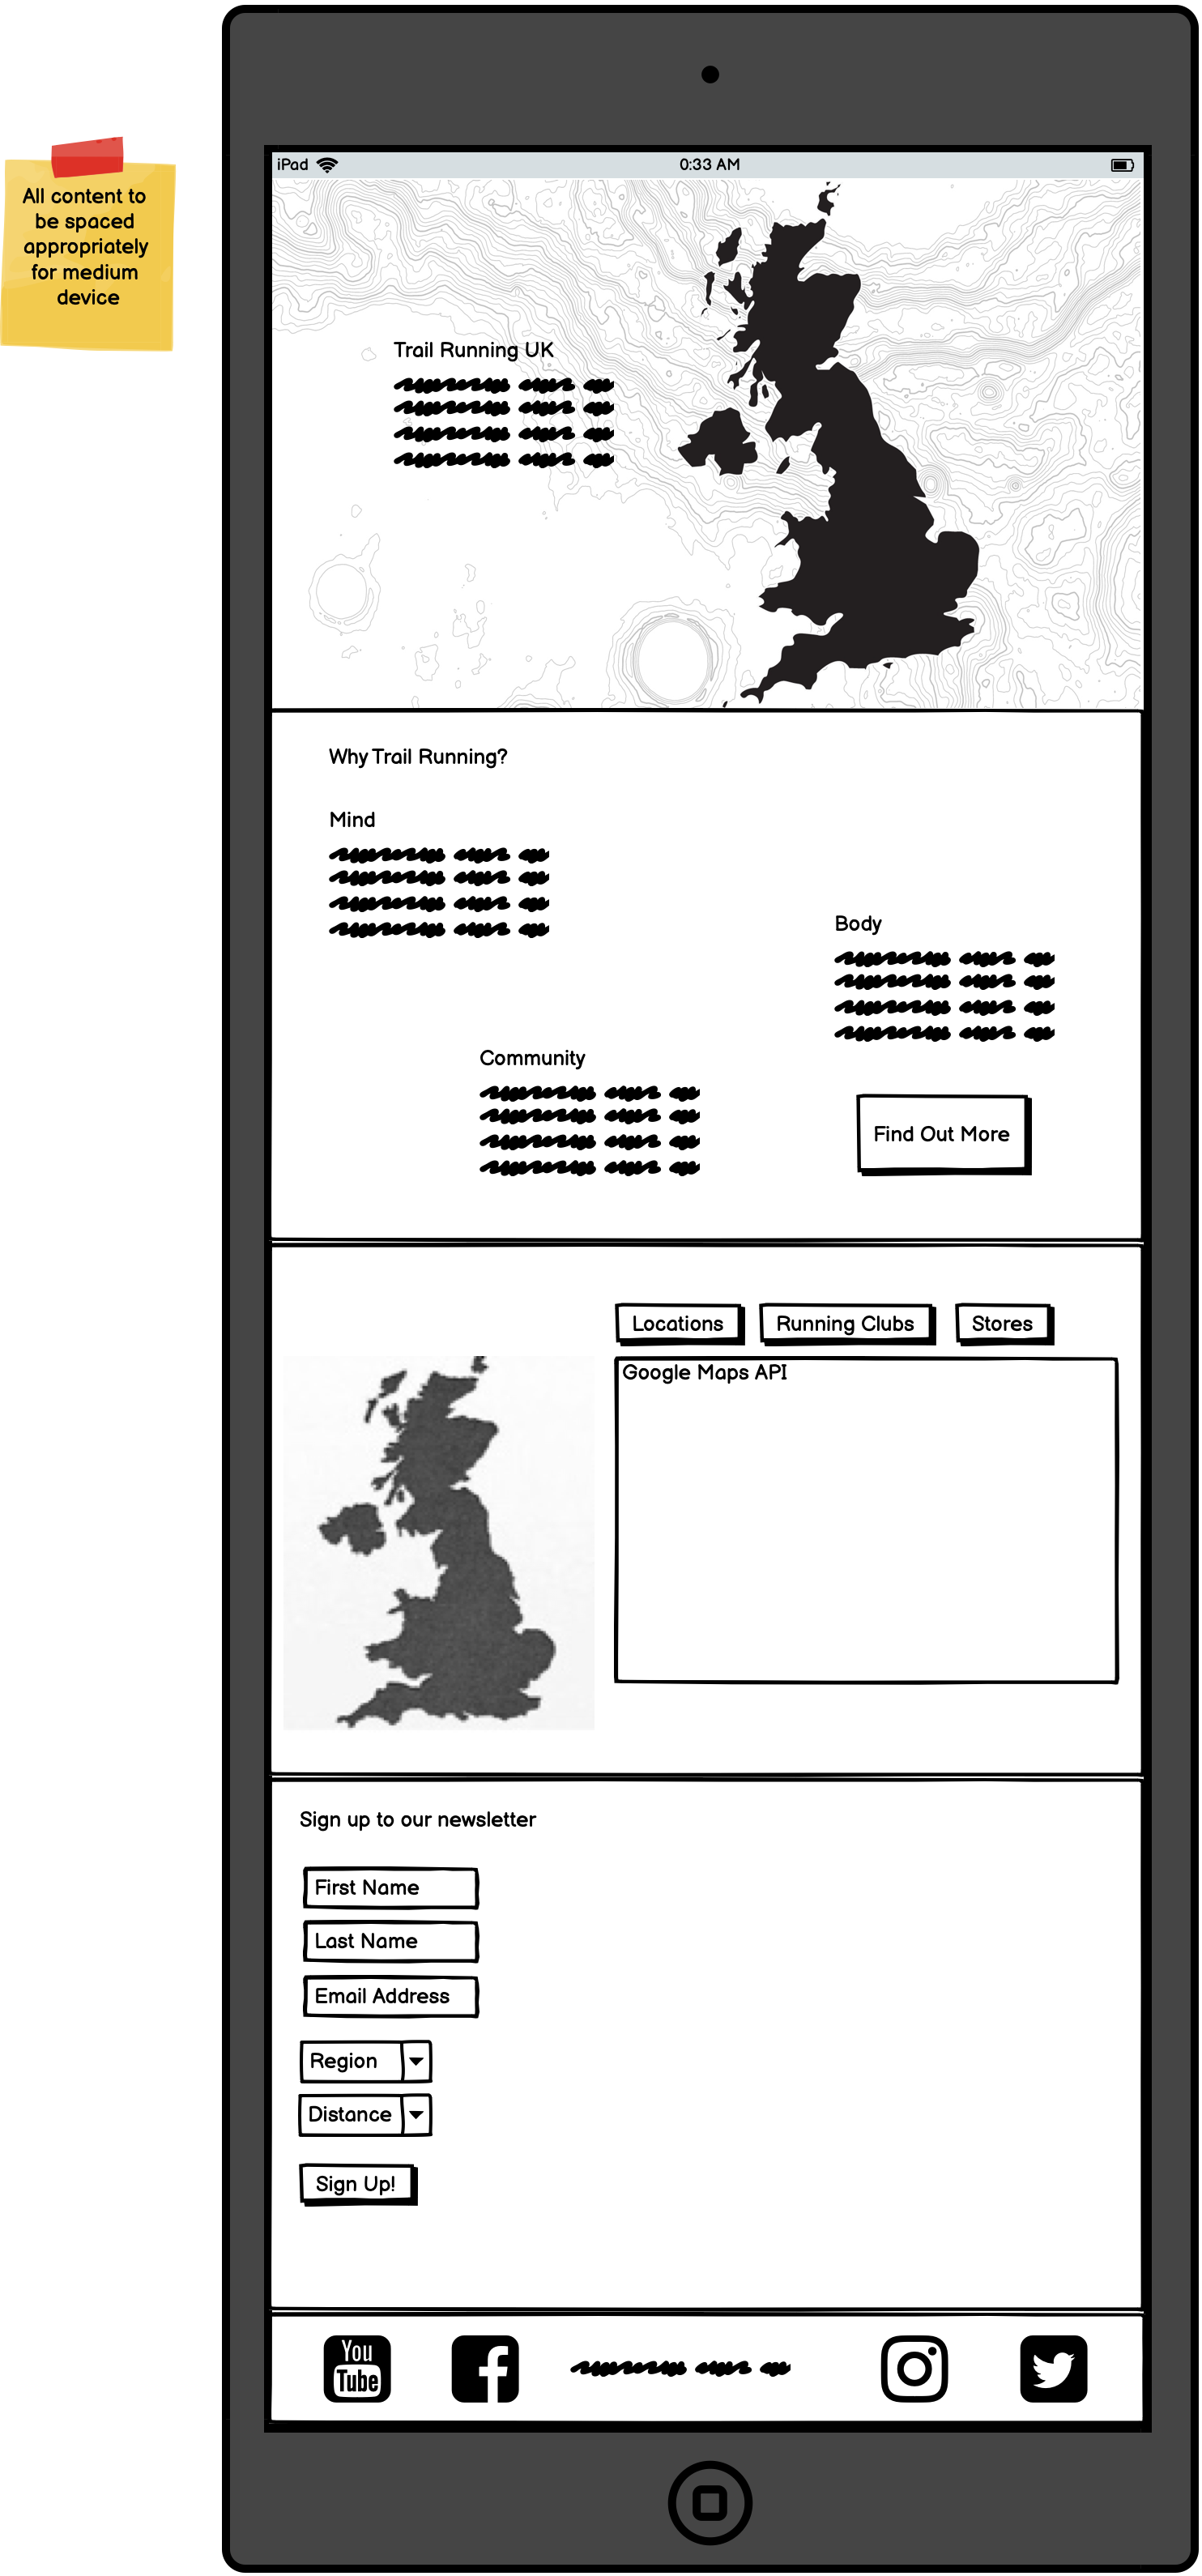 All content to
be spaced
appropriately
for medium
device
iPad
0:33 AM
Trail Running UK
Why Trail Running?
Mind
Body
Community
Find Out More
Locations
Running Clubs
Stores
Google Maps API
Sign up to our newsletter
First Name
Last Name
Email Address
Region
Distance
Sign Up!
You
Tube